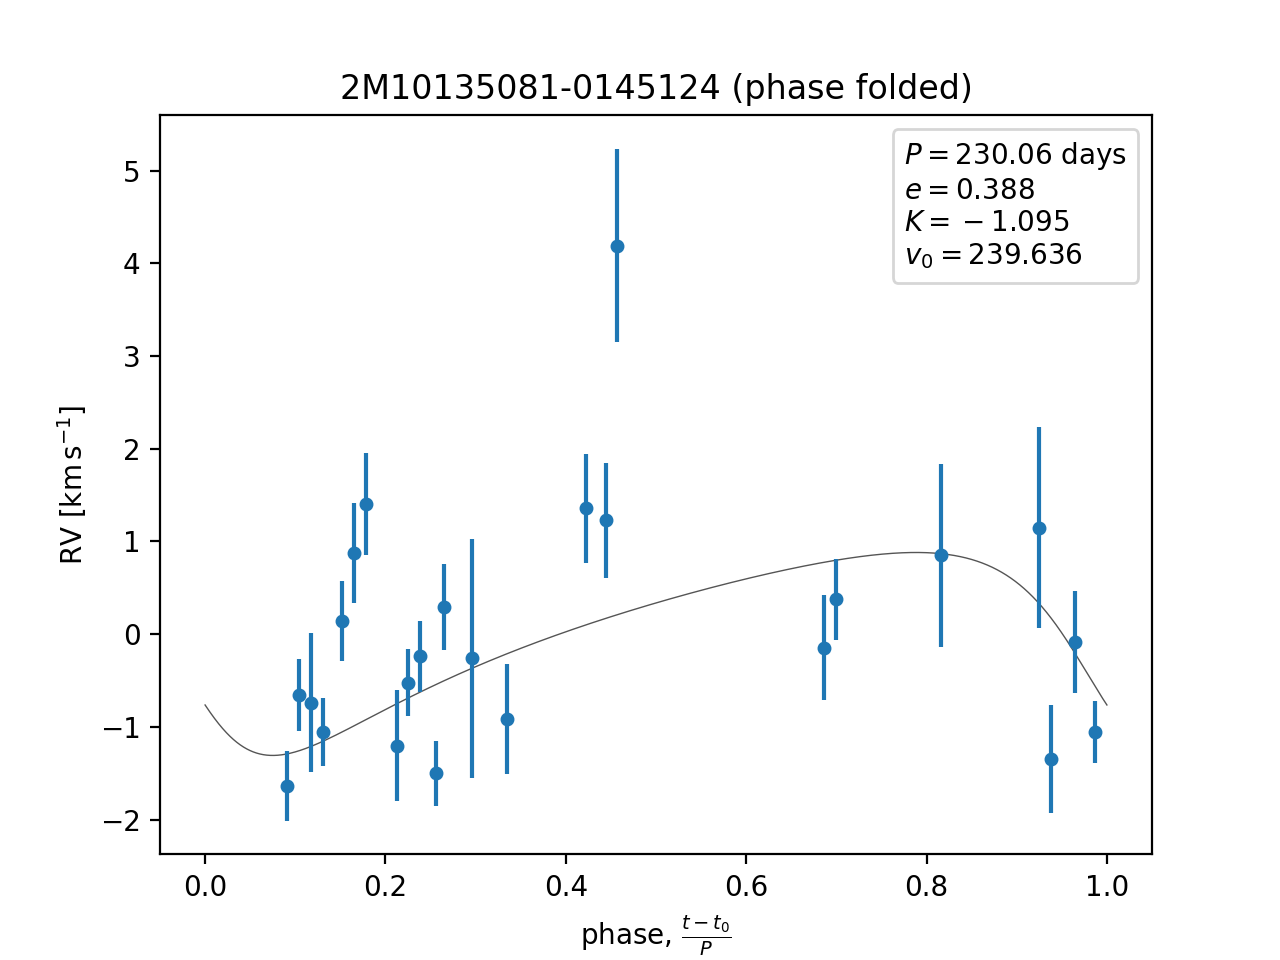 2M10135081-0145124 (phase folded)
P = 230.06 days
e = 0.388
K = −1.095
v₀ = 239.636
5
4
3
2
1
0
−1
−2
RV [km s⁻¹]
0.0 0.2 0.4 0.6 0.8 1.0
phase, (t − t₀)/P